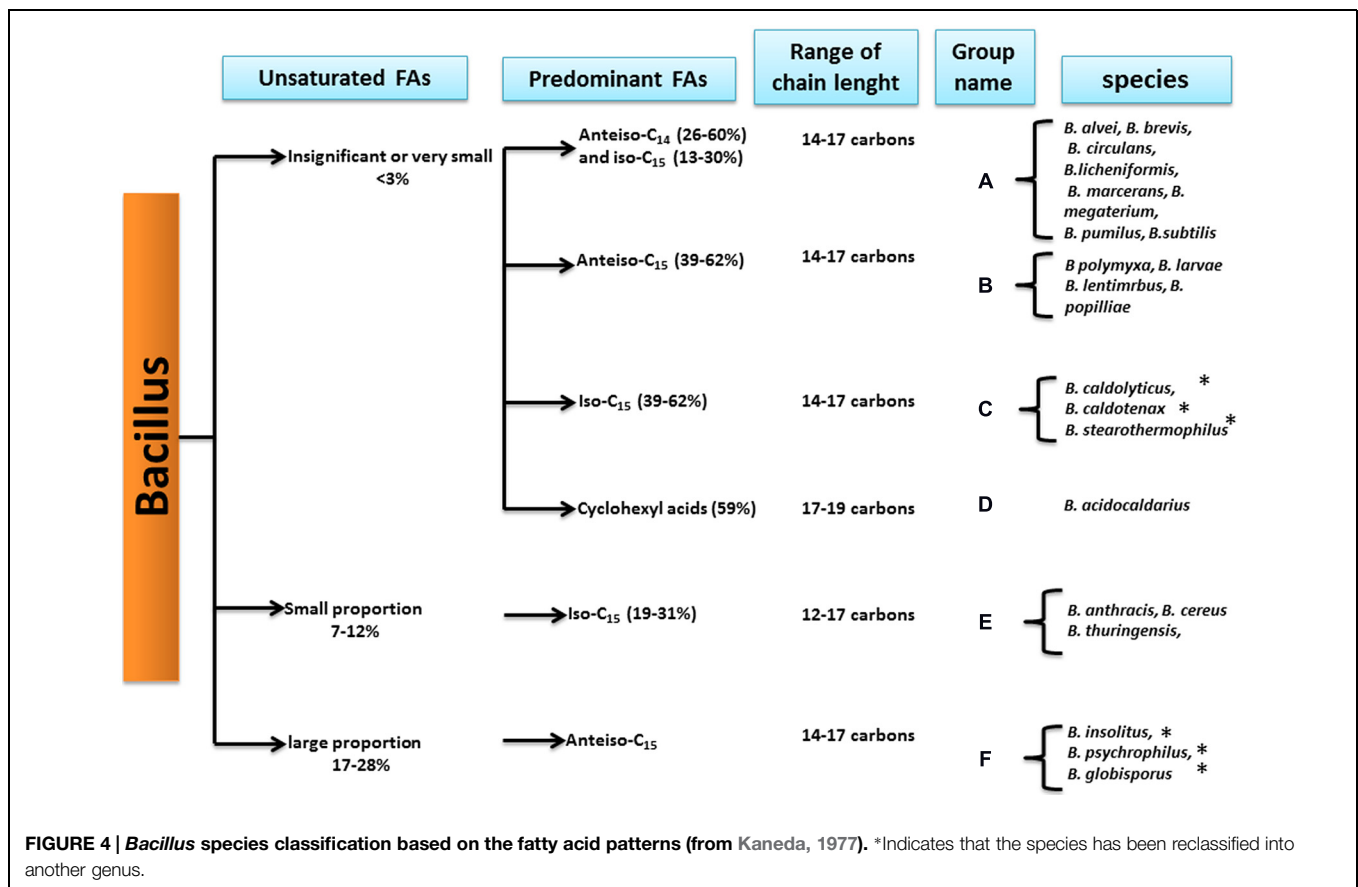 Unsaturated FAs
Predominant FAs
Range of
chain lenght
Group
name
species
Bacillus
Insignificant or very small
<3%
Anteiso-C14 (26-60%)
and iso-C15 (13-30%)
14-17 carbons
A
B. alvei, B. brevis,
B. circulans,
B.licheniformis,
B. marcerans, B.
megaterium,
B. pumilus, B.subtilis
Anteiso-C15 (39-62%)
14-17 carbons
B
B polymyxa, B. larvae
B. lentimrbus, B.
popilliae
Iso-C15 (39-62%)
14-17 carbons
C
B. caldolyticus, *
B. caldotenax *
B. stearothermophilus*
Cyclohexyl acids (59%)
17-19 carbons
D
B. acidocaldarius
Small proportion
7-12%
Iso-C15 (19-31%)
12-17 carbons
E
B. anthracis, B. cereus
B. thuringensis,
large proportion
17-28%
Anteiso-C15
14-17 carbons
F
B. insolitus, *
B. psychrophilus, *
B. globisporus *
FIGURE 4 | Bacillus species classification based on the fatty acid patterns (from Kaneda, 1977). *Indicates that the species has been reclassified into
another genus.